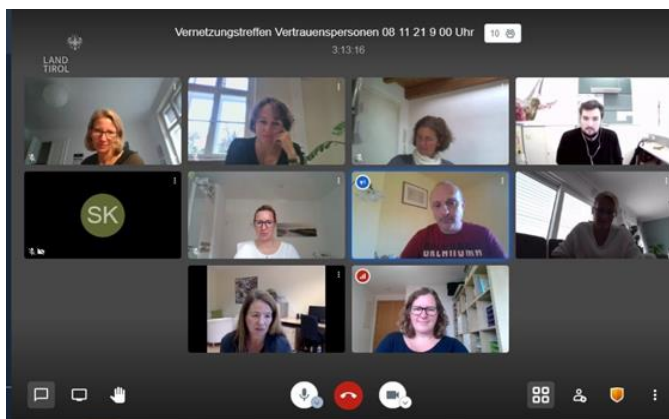 Vernetzungstreffen Vertrauenspersonen 08 11 21 9 00 Uhr
10
3:13:16
LAND
TIROL
SK